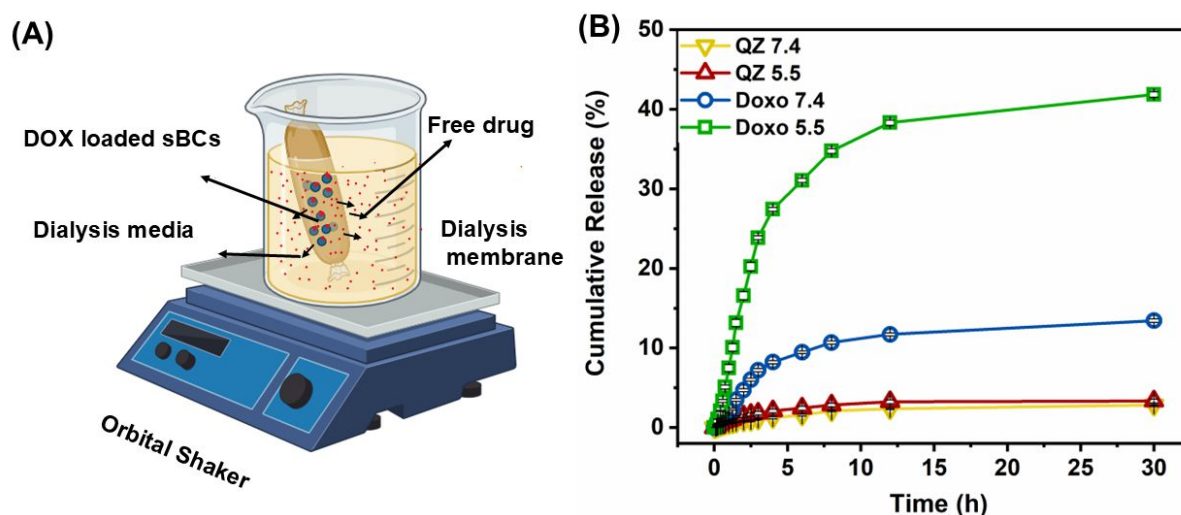 (A)
DOX loaded sBCs
Free drug
Dialysis media
Dialysis
membrane
Orbital Shaker
(B)
50
40
30
20
10
0
Cumulative Release (%)
QZ 7.4
QZ 5.5
Doxo 7.4
Doxo 5.5
0 5 10 15 20 25 30
Time (h)